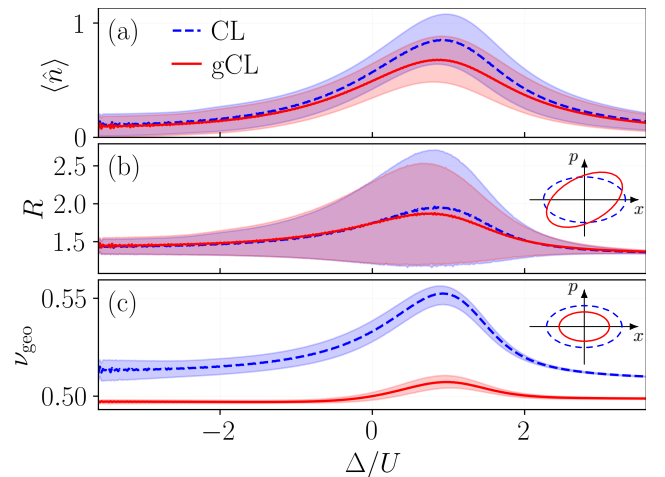 (a)
CL
gCL
⟨n̂⟩
1
0
(b)
R
2.5
2.0
1.5
p
x
(c)
ν_geo
0.55
0.50
p
x
−2
0
2
Δ/U